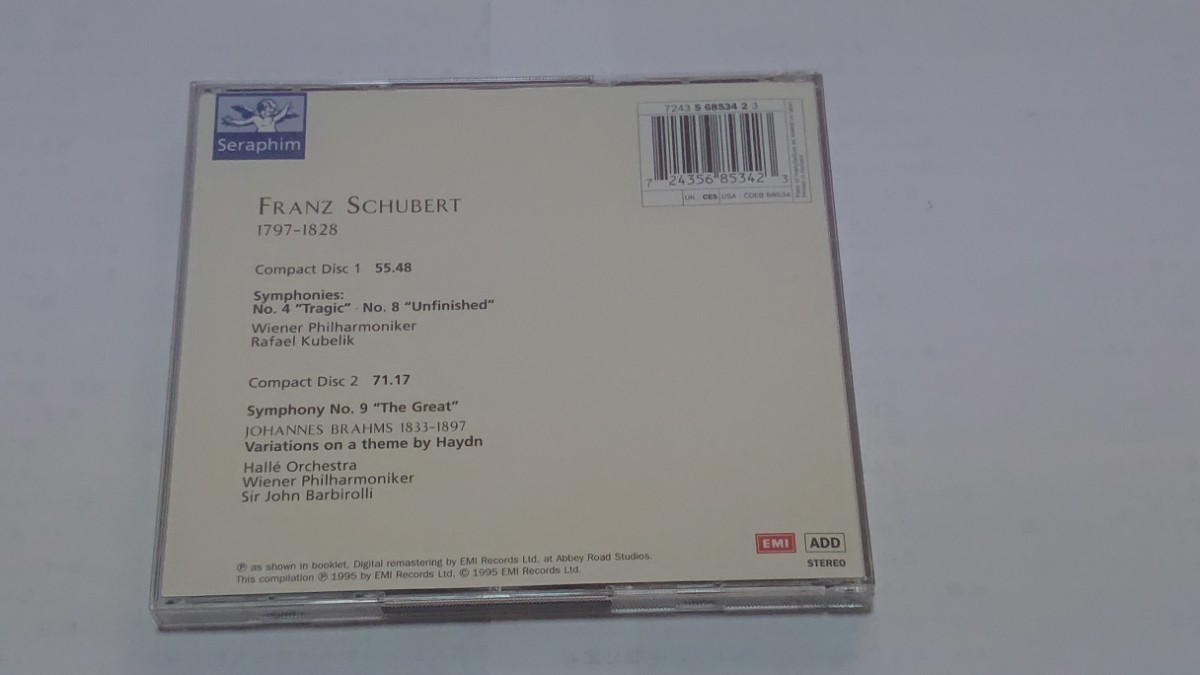 Seraphim
7243 5 68534 2 3
7 24356 85342 3
UK: CES USA: CDEB 68534
FRANZ SCHUBERT
1797-1828
Compact Disc 1 55.48
Symphonies:
No. 4 "Tragic" · No. 8 "Unfinished"
Wiener Philharmoniker
Rafael Kubelik
Compact Disc 2 71.17
Symphony No. 9 "The Great"
JOHANNES BRAHMS 1833-1897
Variations on a theme by Haydn
Hallé Orchestra
Wiener Philharmoniker
Sir John Barbirolli
EMI
ADD
STEREO
℗ as shown in booklet. Digital remastering by EMI Records Ltd. at Abbey Road Studios.
This compilation ℗ 1995 by EMI Records Ltd. © 1995 EMI Records Ltd.